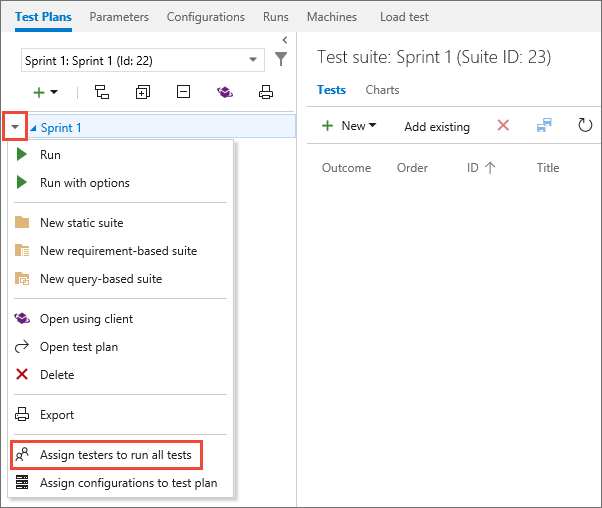 Test Plans Parameters Configurations Runs Machines Load test
Sprint 1: Sprint 1 (Id: 22)
Sprint 1
Run
Run with options
New static suite
New requirement-based suite
New query-based suite
Open using client
Open test plan
Delete
Export
Assign testers to run all tests
Assign configurations to test plan
Test suite: Sprint 1 (Suite ID: 23)
Tests Charts
New Add existing
Outcome Order ID Title